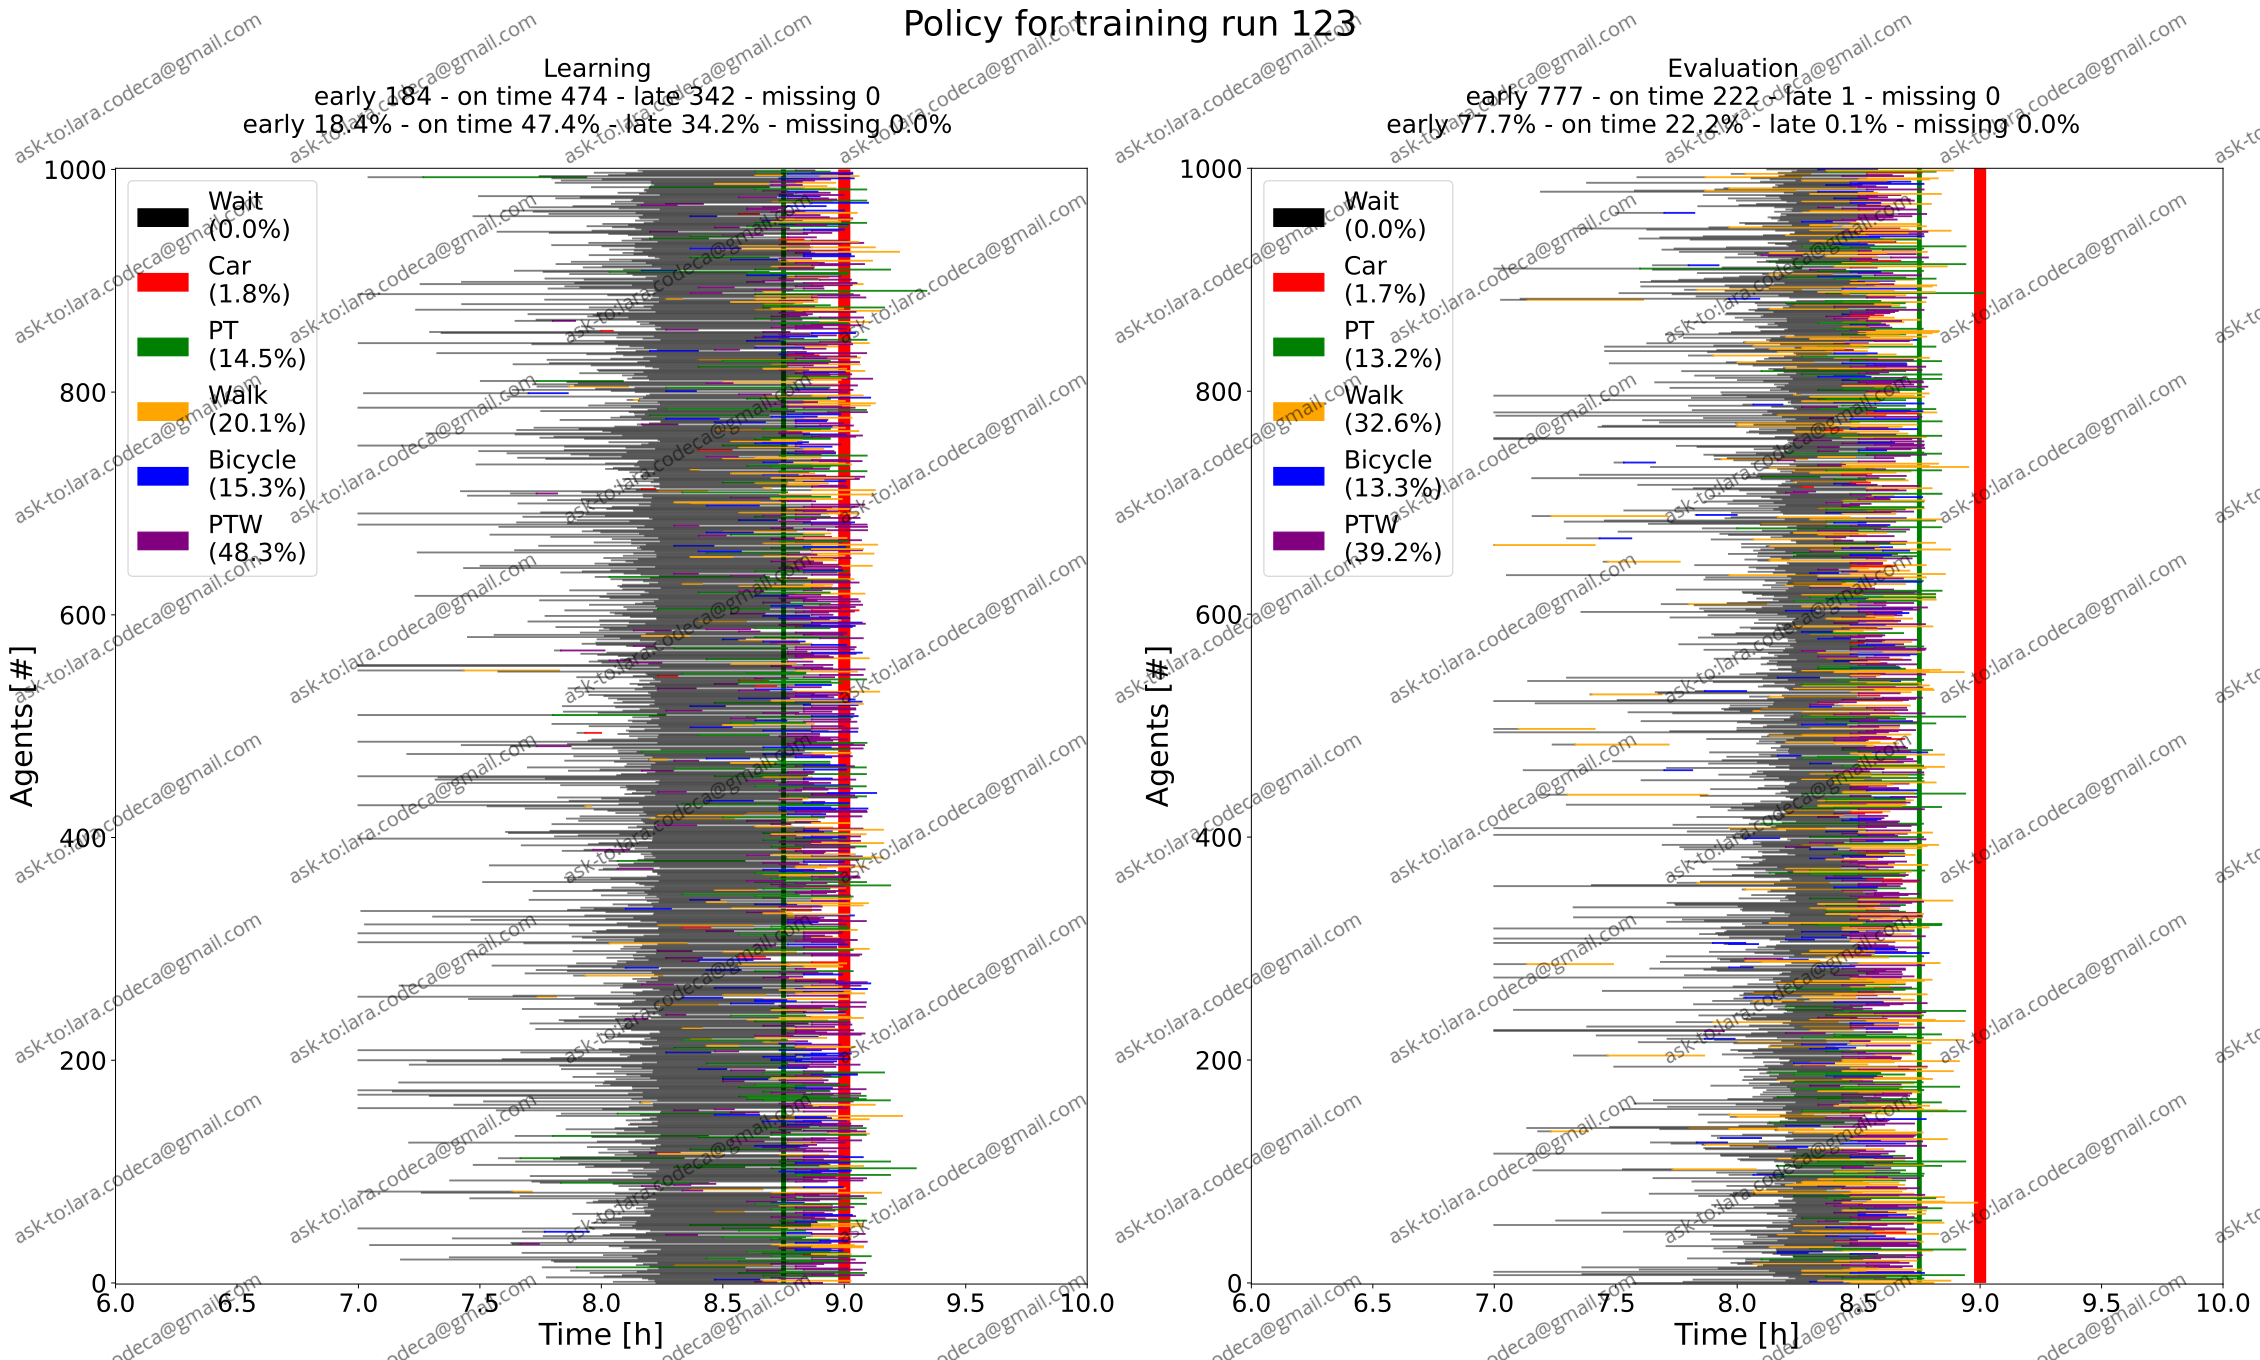 Policy for training run 123
Learning
early 184 - on time 474 - late 342 - missing 0
early 18.4% - on time 47.4% - late 34.2% - missing 0.0%
Agents [#]
1000
800
600
400
200
0
Wait
(0.0%)
Car
(1.8%)
PT
(14.5%)
Walk
(20.1%)
Bicycle
(15.3%)
PTW
(48.3%)
6.0 6.5 7.0 7.5 8.0 8.5 9.0 9.5 10.0
Time [h]
Evaluation
early 777 - on time 222 - late 1 - missing 0
early 77.7% - on time 22.2% - late 0.1% - missing 0.0%
Agents [#]
1000
800
600
400
200
0
Wait
(0.0%)
Car
(1.7%)
PT
(13.2%)
Walk
(32.6%)
Bicycle
(13.3%)
PTW
(39.2%)
6.0 6.5 7.0 7.5 8.0 8.5 9.0 9.5 10.0
Time [h]
ask-to:lara.codeca@gmail.com